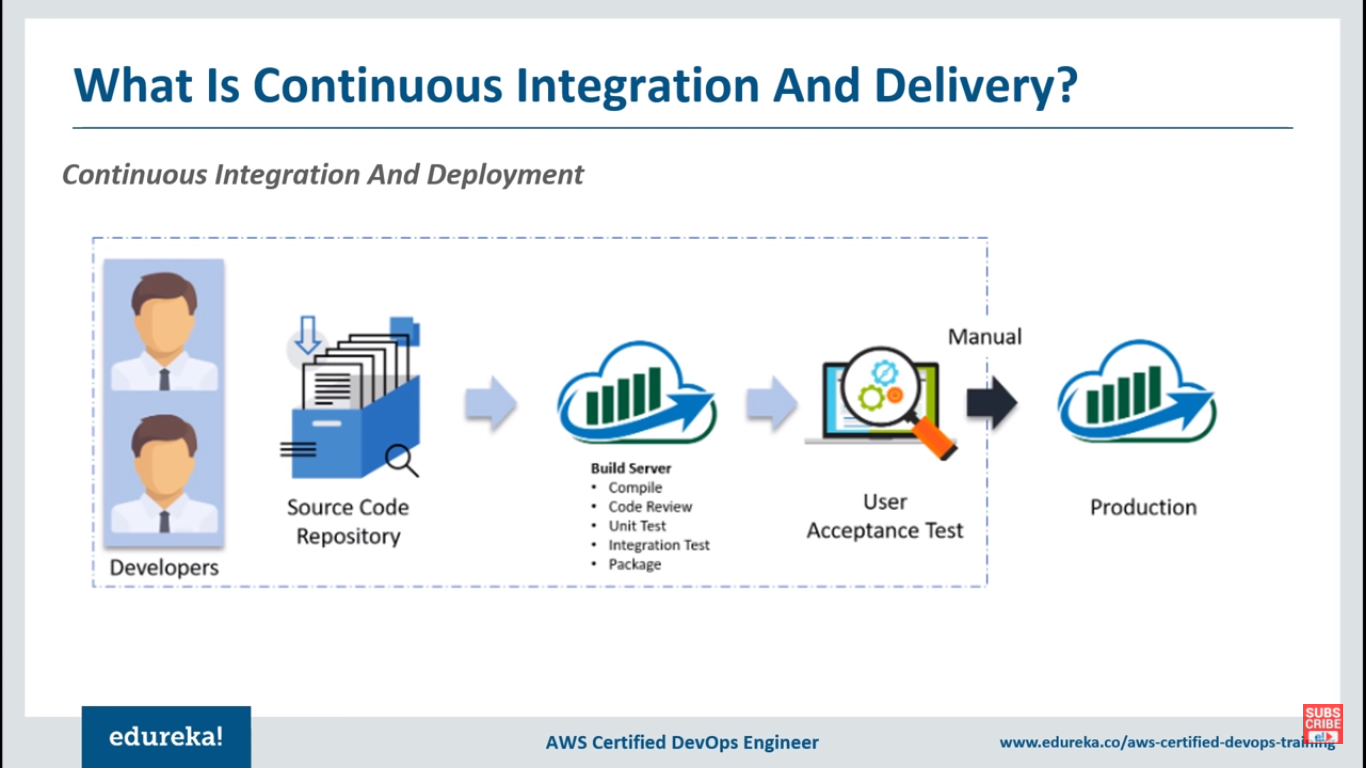 What Is Continuous Integration And Delivery?
Continuous Integration And Deployment
Developers
Source Code
Repository
Build Server
• Compile
• Code Review
• Unit Test
• Integration Test
• Package
User
Acceptance Test
Manual
Production
edureka!
AWS Certified DevOps Engineer
www.edureka.co/aws-certified-devops-training
SUBS
CRIBE
e!